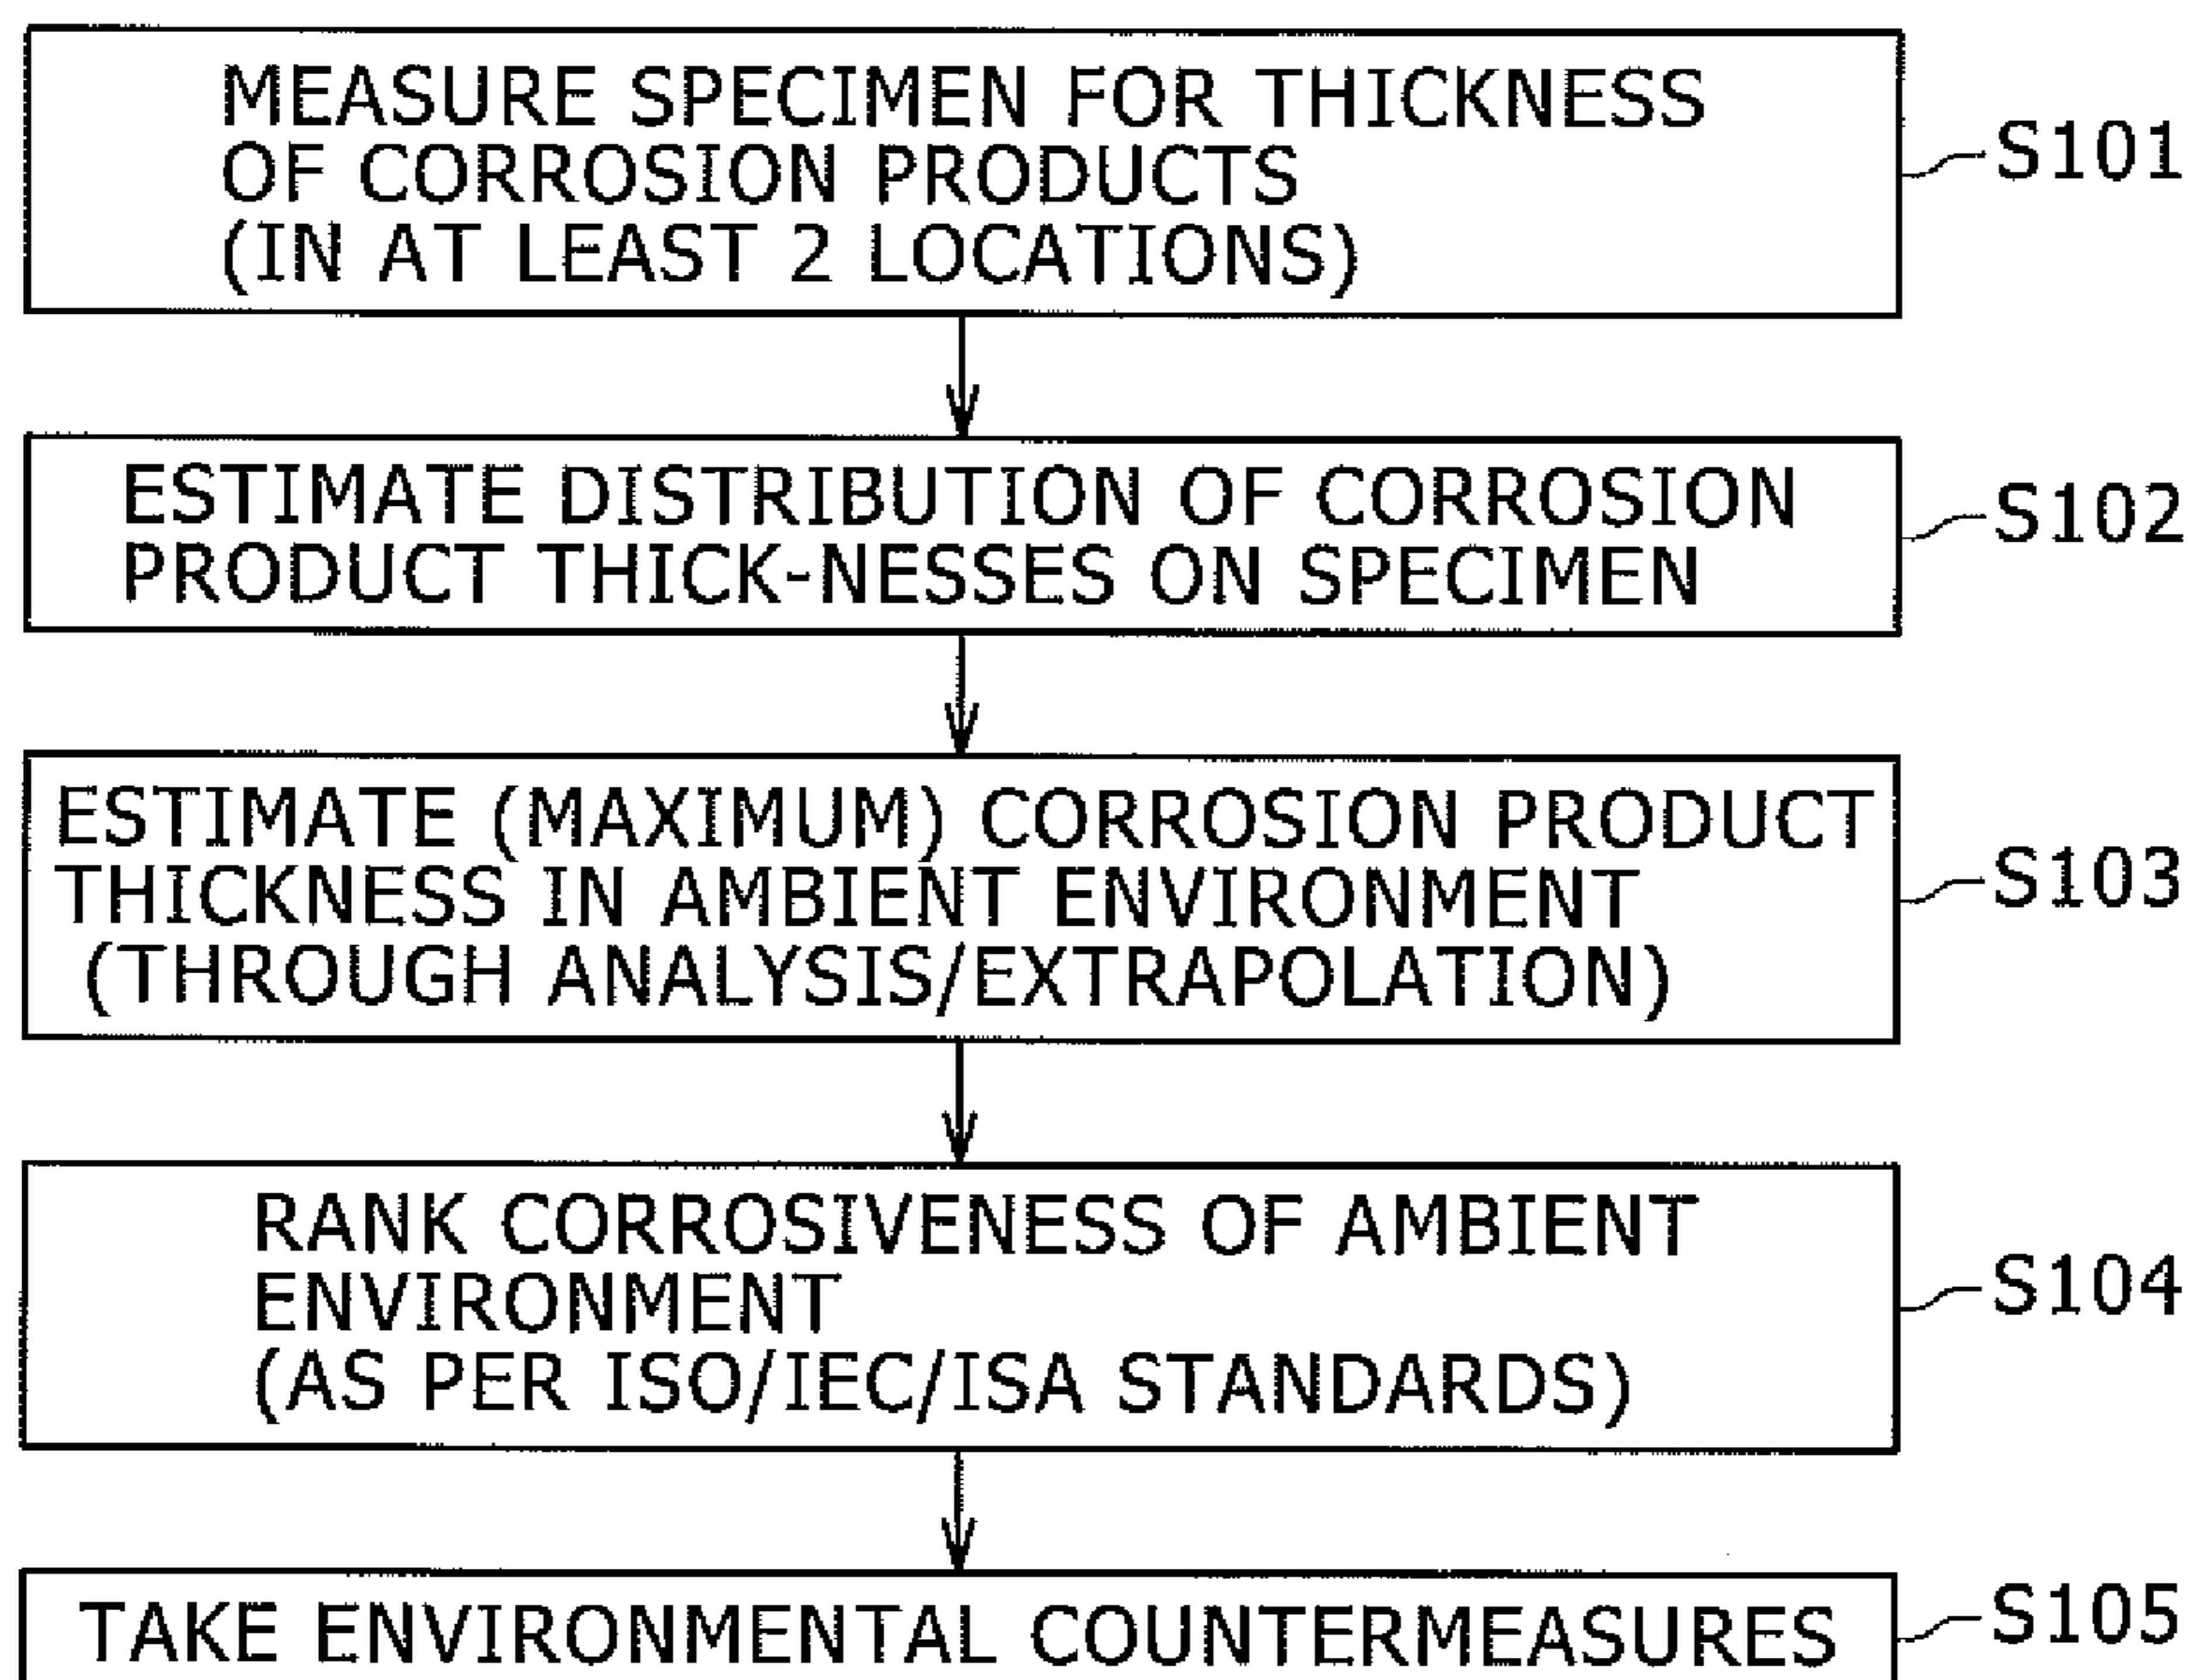 MEASURE SPECIMEN FOR THICKNESS
OF CORROSION PRODUCTS
(IN AT LEAST 2 LOCATIONS)
S101
ESTIMATE DISTRIBUTION OF CORROSION
PRODUCT THICK-NESSES ON SPECIMEN
S102
ESTIMATE (MAXIMUM) CORROSION PRODUCT
THICKNESS IN AMBIENT ENVIRONMENT
(THROUGH ANALYSIS/EXTRAPOLATION)
S103
RANK CORROSIVENESS OF AMBIENT
ENVIRONMENT
(AS PER ISO/IEC/ISA STANDARDS)
S104
TAKE ENVIRONMENTAL COUNTERMEASURES
S105